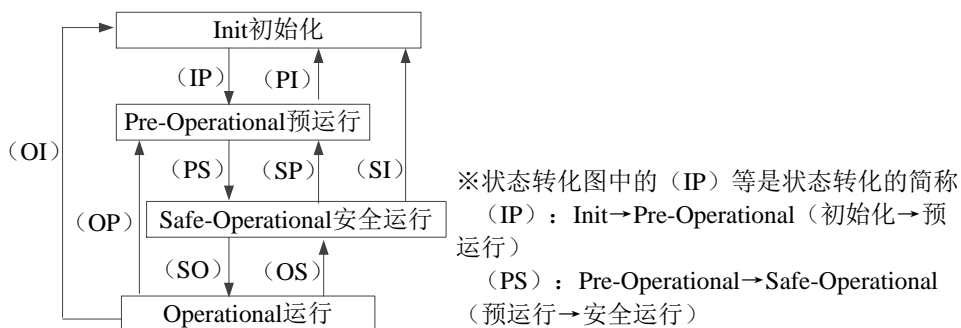 Init初始化
（IP）
（PI）
Pre-Operational预运行
（OI）
（PS）
（SP）
（SI）
※状态转化图中的（IP）等是状态转化的简称
（IP）：Init→Pre-Operational（初始化→预
运行）
（OP）
Safe-Operational安全运行
（SO）
（OS）
（PS）：Pre-Operational→Safe-Operational
（预运行→安全运行）
Operational运行